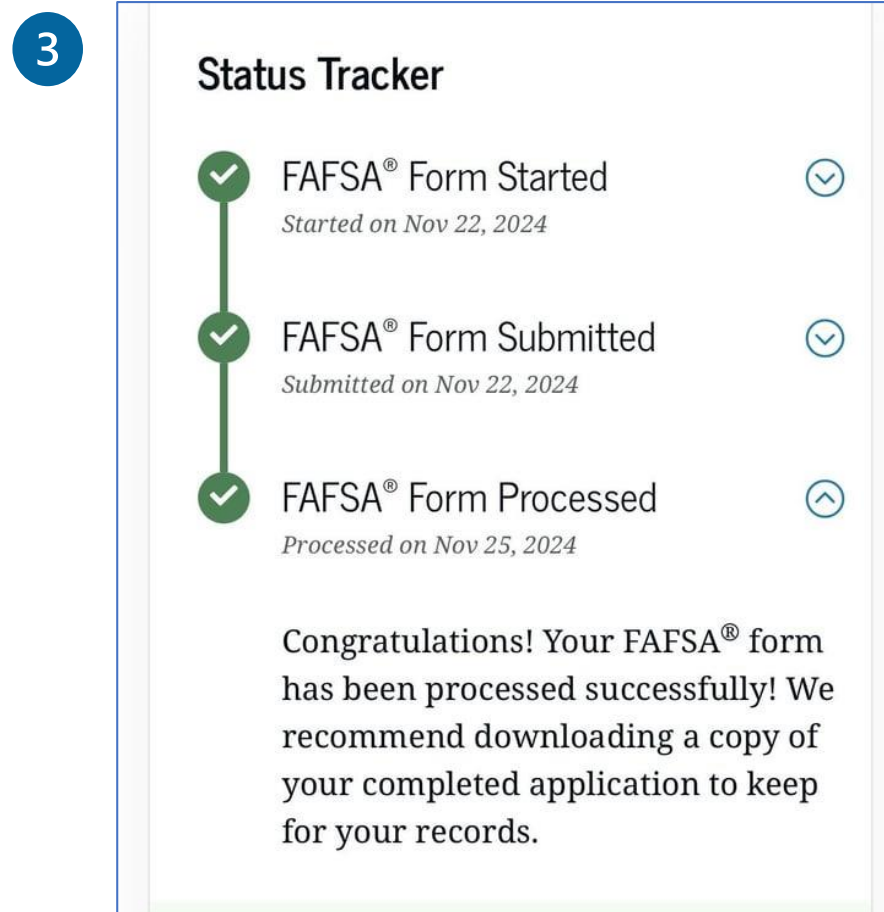 3
Status Tracker
FAFSA® Form Started
Started on Nov 22, 2024
FAFSA® Form Submitted
Submitted on Nov 22, 2024
FAFSA® Form Processed
Processed on Nov 25, 2024
Congratulations! Your FAFSA® form
has been processed successfully! We
recommend downloading a copy of
your completed application to keep
for your records.